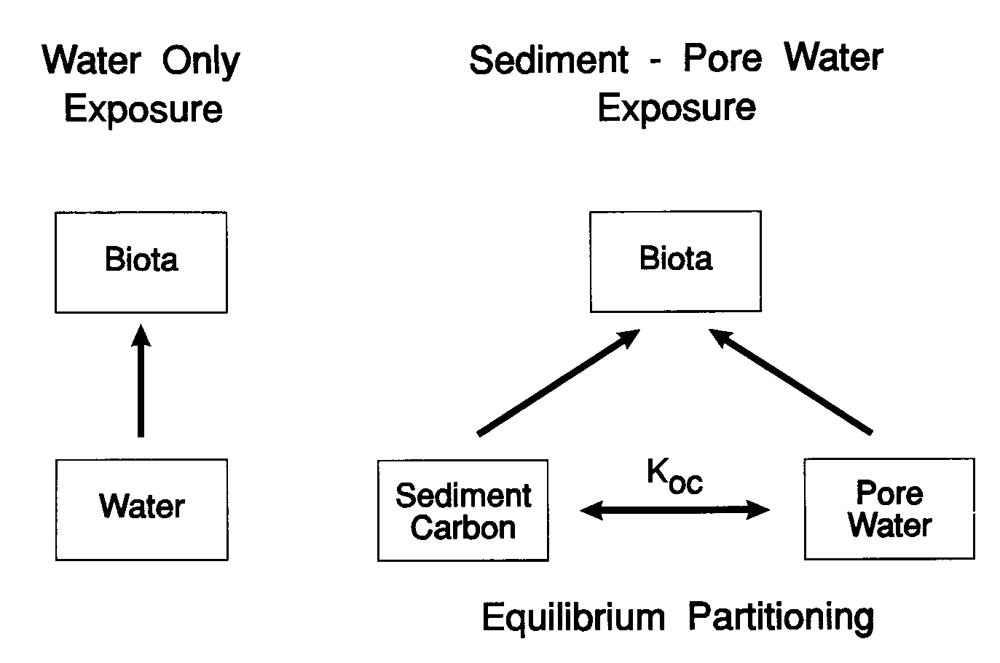 Water Only
Exposure
Sediment - Pore Water
Exposure
Biota
Water
Biota
Sediment
Carbon
KOC
Pore
Water
Equilibrium Partitioning